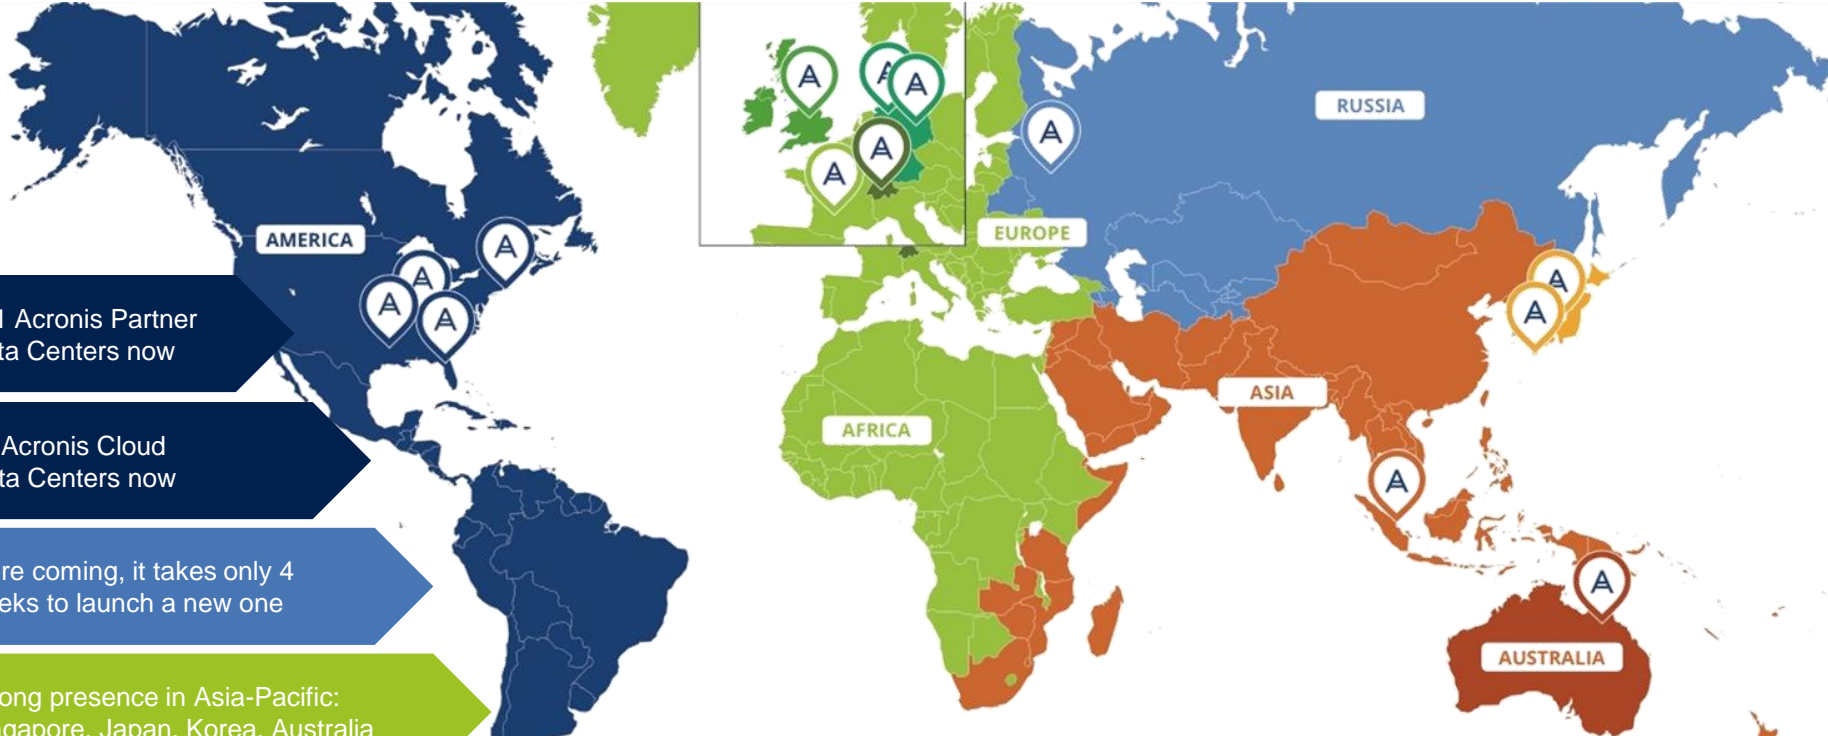 RUSSIA
AMERICA
EUROPE
Acronis Partner
ta Centers now
ASIA
AFRICA
Acronis Cloud
ta Centers now
re coming, it takes only 4
eks to launch a new one
AUSTRALIA
ong presence in Asia-Pacific:
ngapore, Japan, Korea, Australia